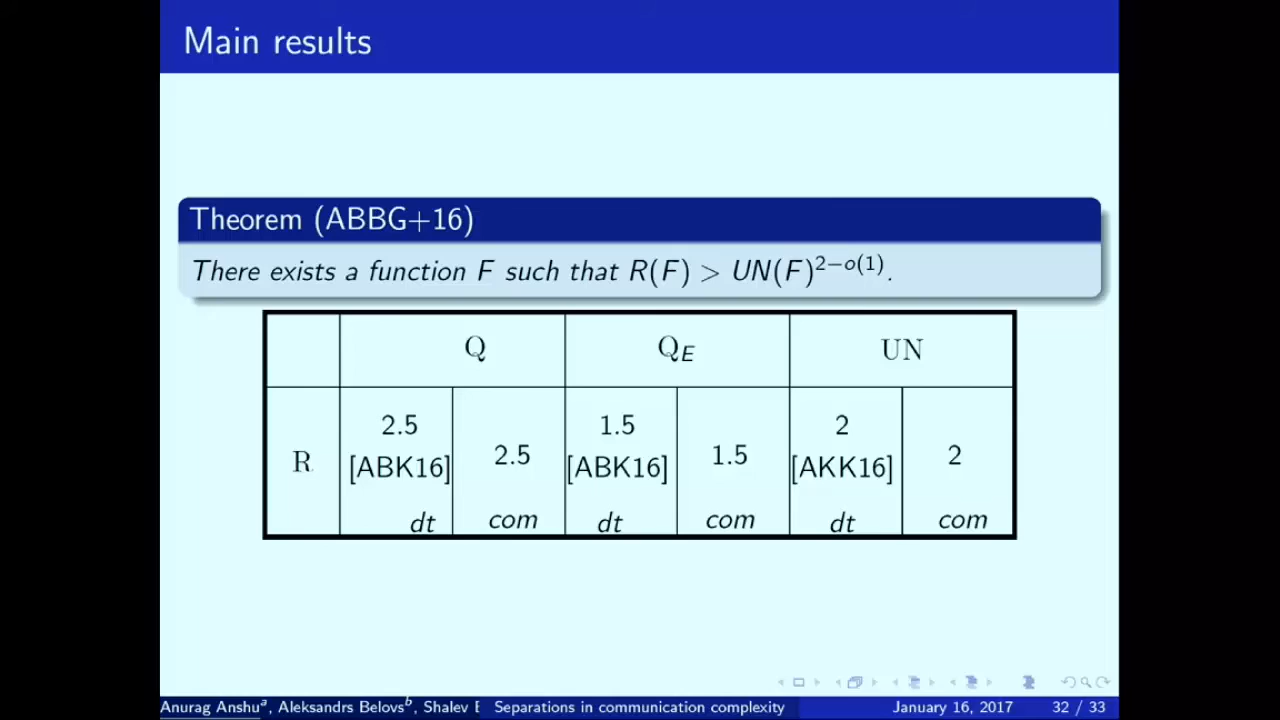 Main results
Theorem (ABBG+16)
There exists a function F such that R(F) > UN(F)^{2−o(1)}.
Q Q_E UN
R
2.5 [ABK16] dt
2.5 com
1.5 [ABK16] dt
1.5 com
2 [AKK16] dt
2 com
Anurag Anshu^a, Aleksandrs Belovs^b, Shalev Separations in communication complexity January 16, 2017 32 / 33